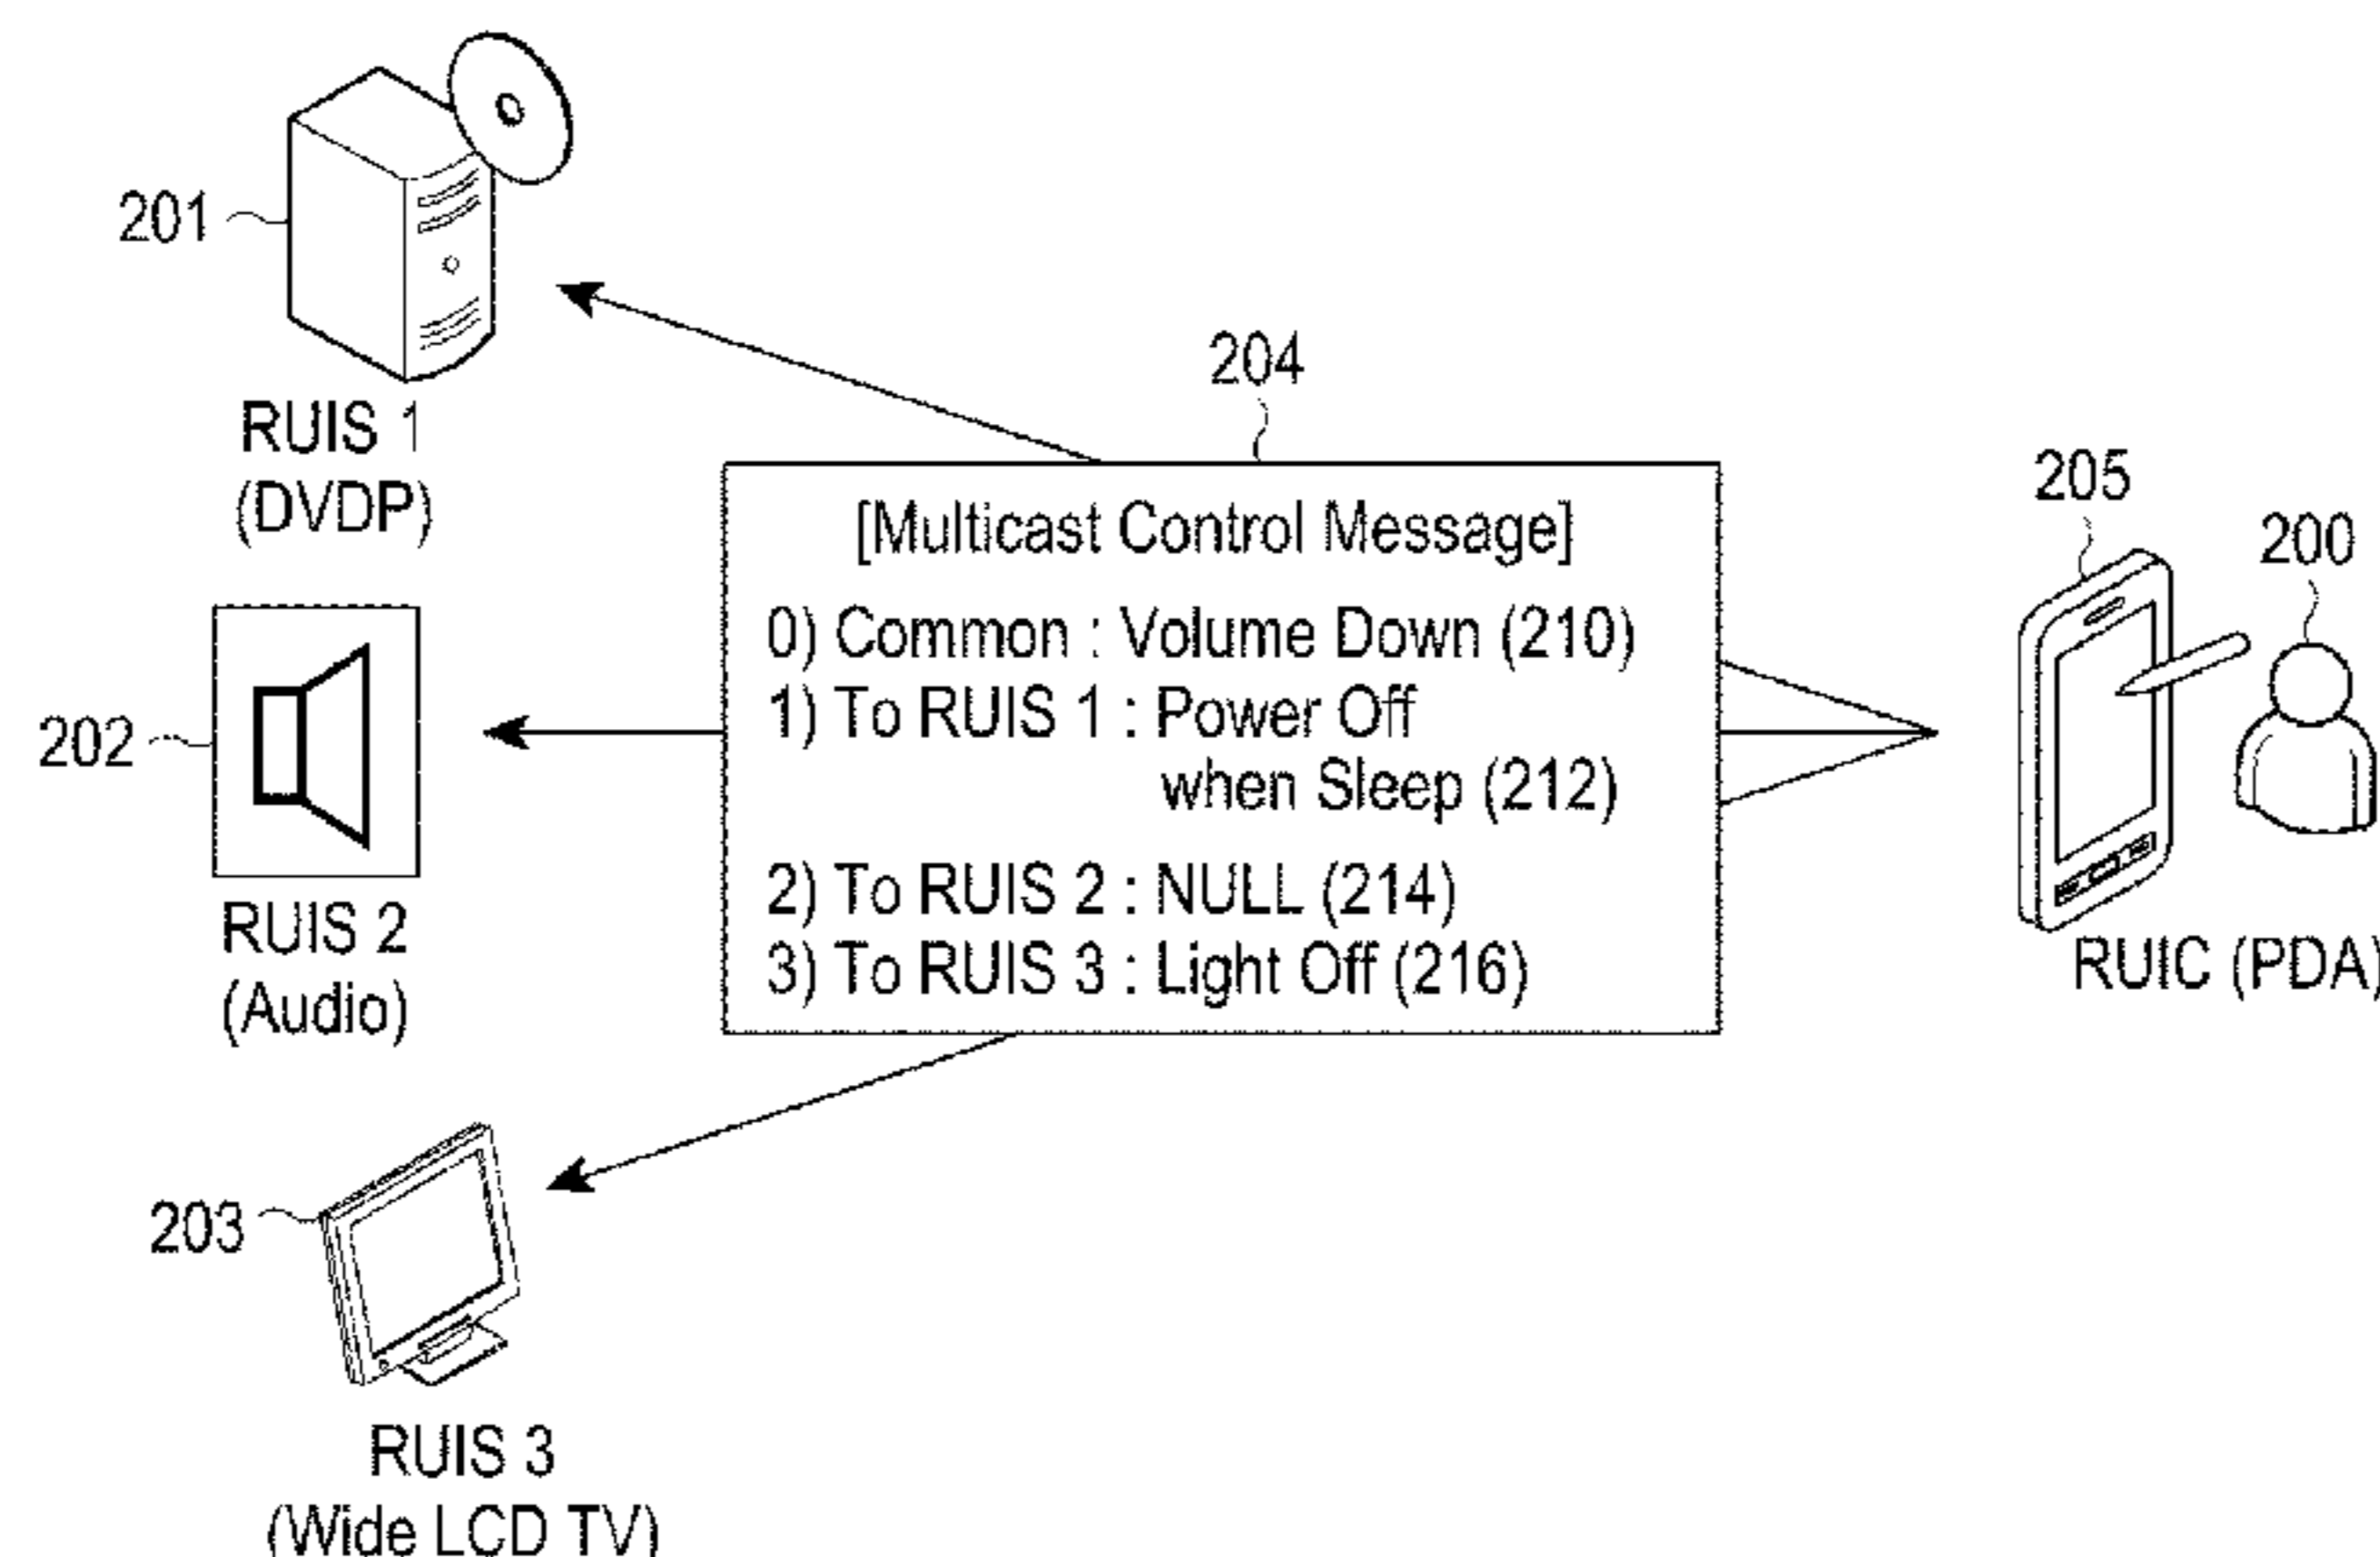 201
RUIS 1
(DVDP)
202
RUIS 2
(Audio)
203
RUIS 3
(Wide LCD TV)
204
[Multicast Control Message]
0) Common : Volume Down (210)
1) To RUIS 1 : Power Off
when Sleep (212)
2) To RUIS 2 : NULL (214)
3) To RUIS 3 : Light Off (216)
205
200
RUIC (PDA)